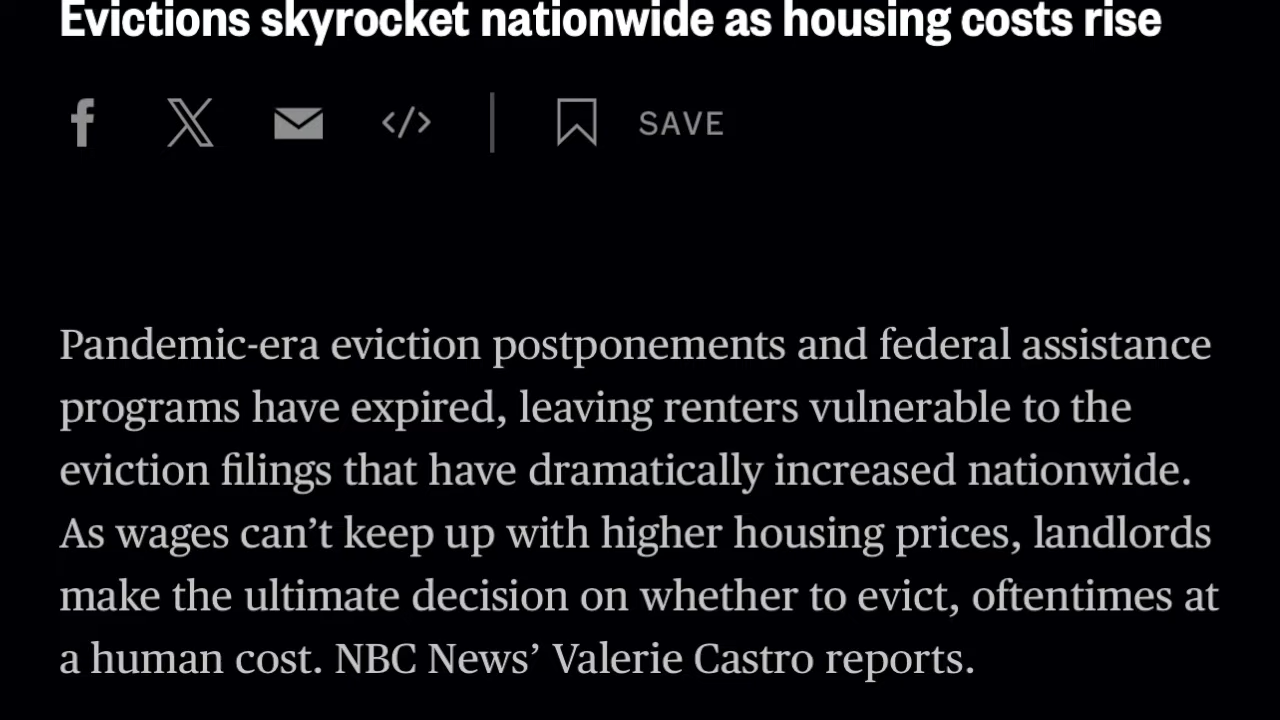 Evictions skyrocket nationwide as housing costs rise
SAVE
Pandemic-era eviction postponements and federal assistance
programs have expired, leaving renters vulnerable to the
eviction filings that have dramatically increased nationwide.
As wages can’t keep up with higher housing prices, landlords
make the ultimate decision on whether to evict, oftentimes at
a human cost. NBC News’ Valerie Castro reports.